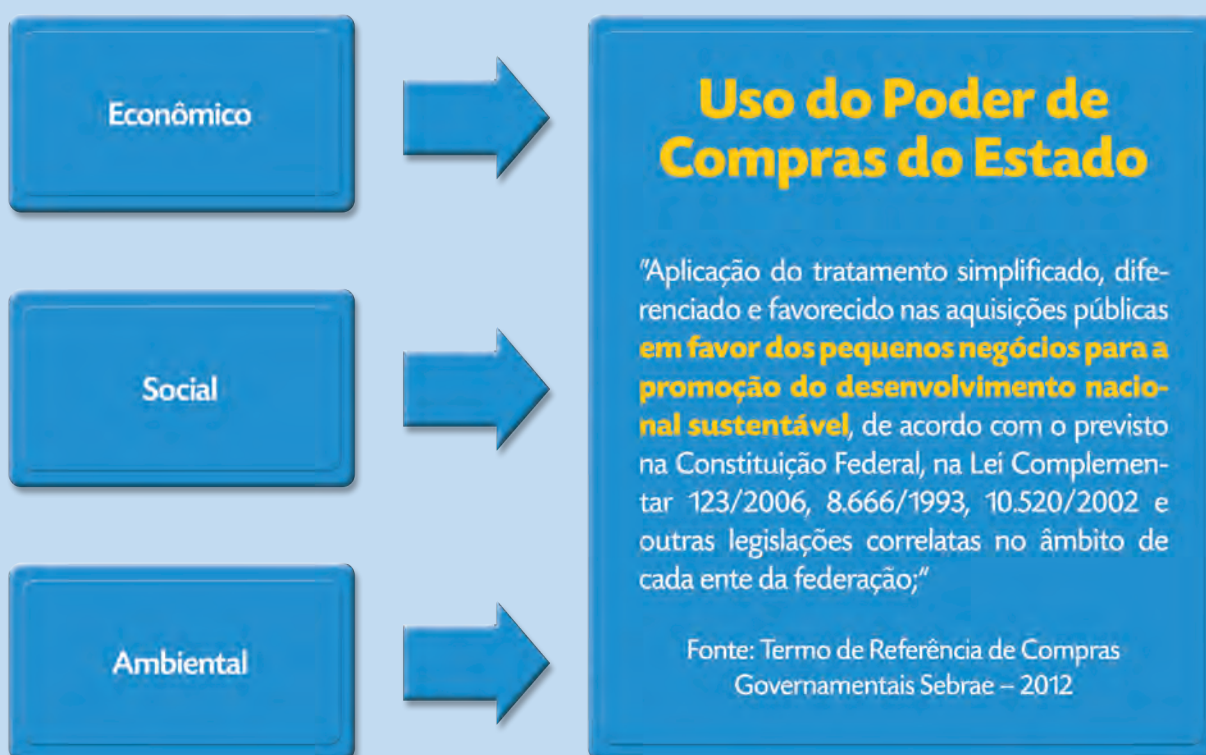 Econômico
Social
Ambiental
Uso do Poder de
Compras do Estado
"Aplicação do tratamento simplificado, dife-
renciado e favorecido nas aquisições públicas
em favor dos pequenos negócios para a
promoção do desenvolvimento nacio-
nal sustentável, de acordo com o previsto
na Constituição Federal, na Lei Complemen-
tar 123/2006, 8.666/1993, 10.520/2002 e
outras legislações correlatas no âmbito de
cada ente da federação;"
Fonte: Termo de Referência de Compras
Governamentais Sebrae – 2012